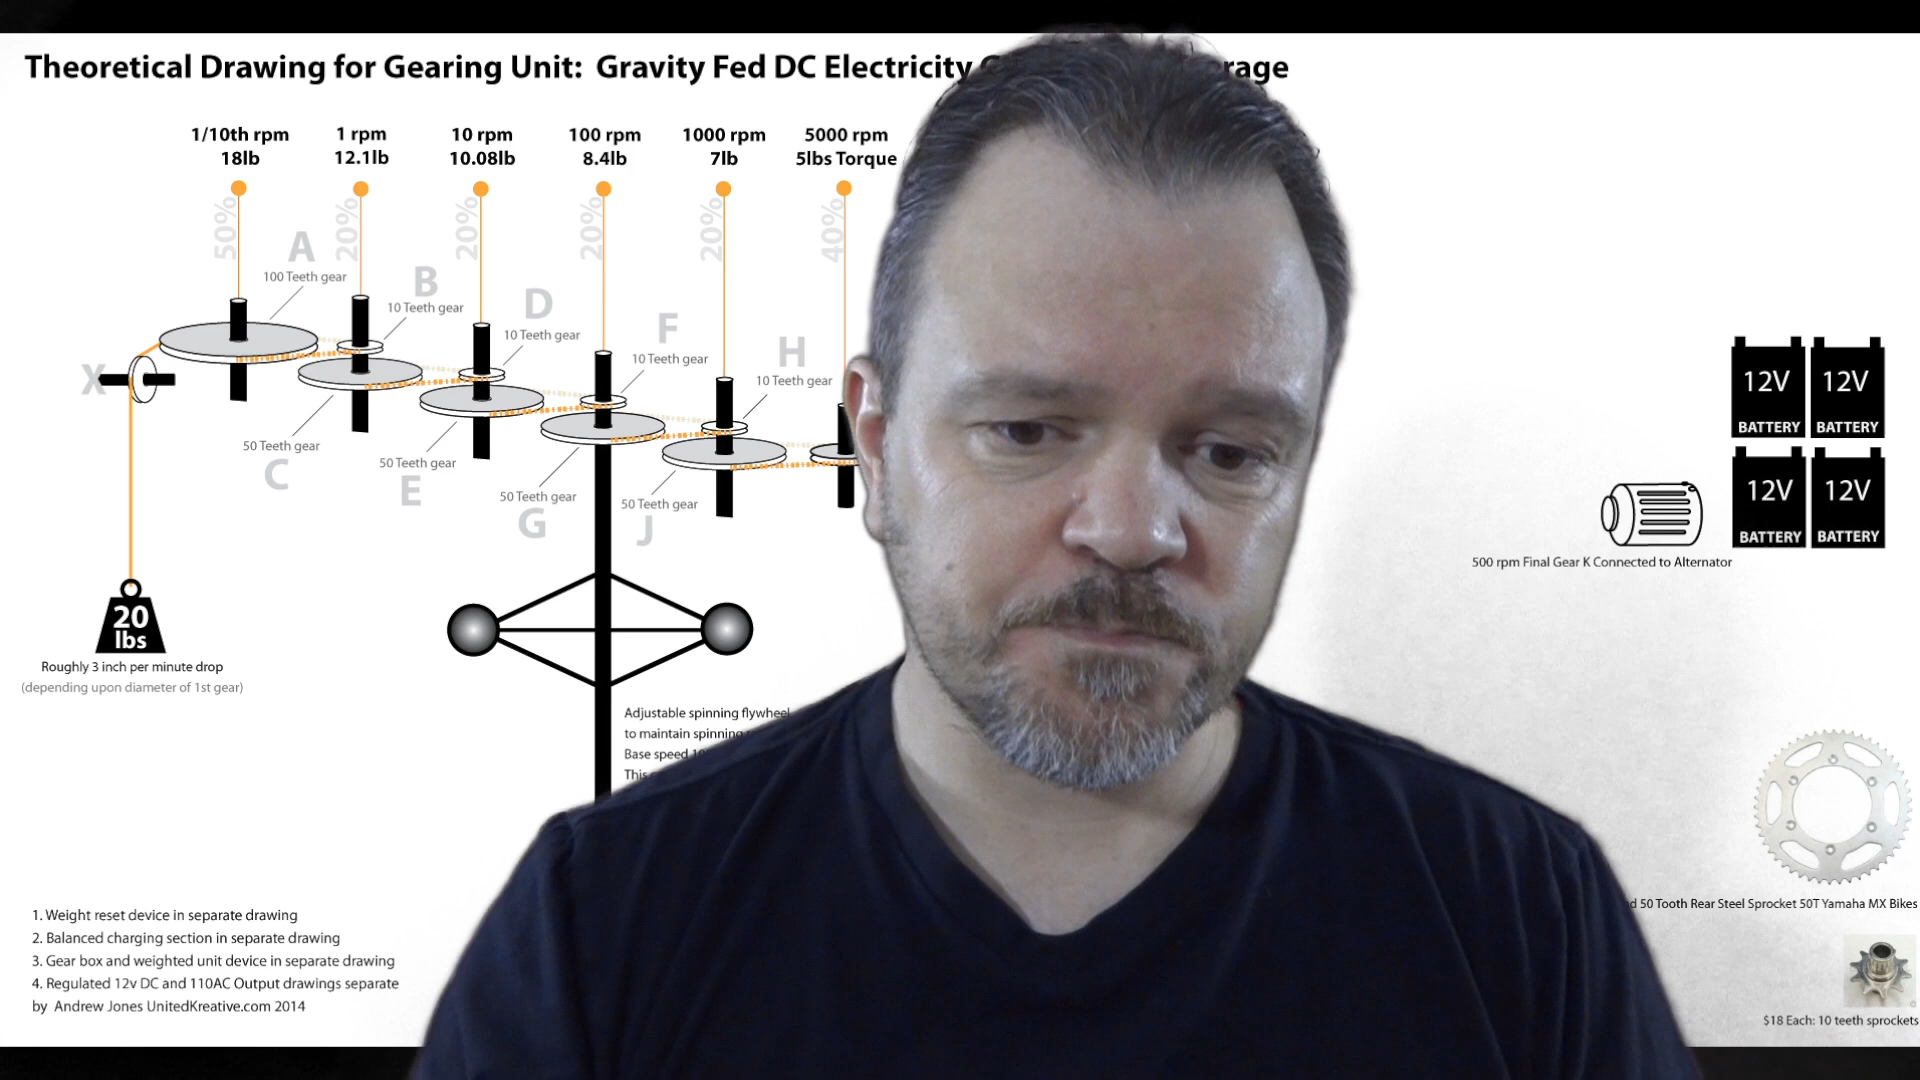 Theoretical Drawing for Gearing Unit: Gravity Fed DC Electricity
1/10th rpm
18lb
1 rpm
12.1lb
10 rpm
10.08lb
100 rpm
8.4lb
1000 rpm
7lb
5000 rpm
5lbs Torque
50%
20%
20%
20%
20%
40%
A
100 Teeth gear
B
10 Teeth gear
D
10 Teeth gear
F
10 Teeth gear
H
10 Teeth gear
X
50 Teeth gear
C
50 Teeth gear
E
50 Teeth gear
G
50 Teeth gear
J
12V
BATTERY
12V
BATTERY
12V
BATTERY
12V
BATTERY
500 rpm Final Gear K Connected to Alternator
20
lbs
Roughly 3 inch per minute drop
(depending upon diameter of 1st gear)
Adjustable spinning flywheel
to maintain spinning
Base speed
This
50 Tooth Rear Steel Sprocket 50T Yamaha MX Bikes
$18 Each: 10 teeth sprockets
1. Weight reset device in separate drawing
2. Balanced charging section in separate drawing
3. Gear box and weighted unit device in separate drawing
4. Regulated 12v DC and 110AC Output drawings separate
by Andrew Jones UnitedKreative.com 2014